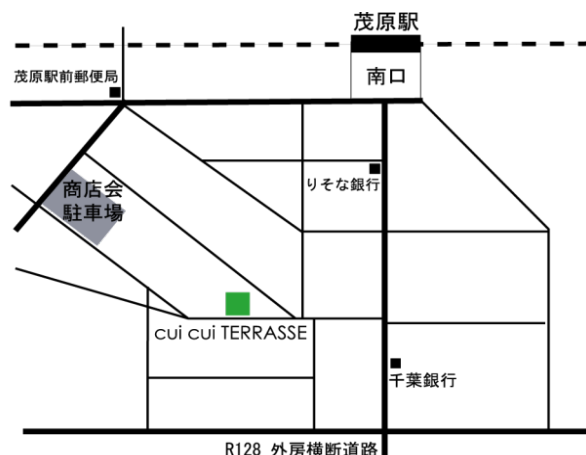 茂原駅
南口
茂原駅前郵便局
りそな銀行
商店会
駐車場
cui cui TERRASSE
千葉銀行
R128 外房横断道路